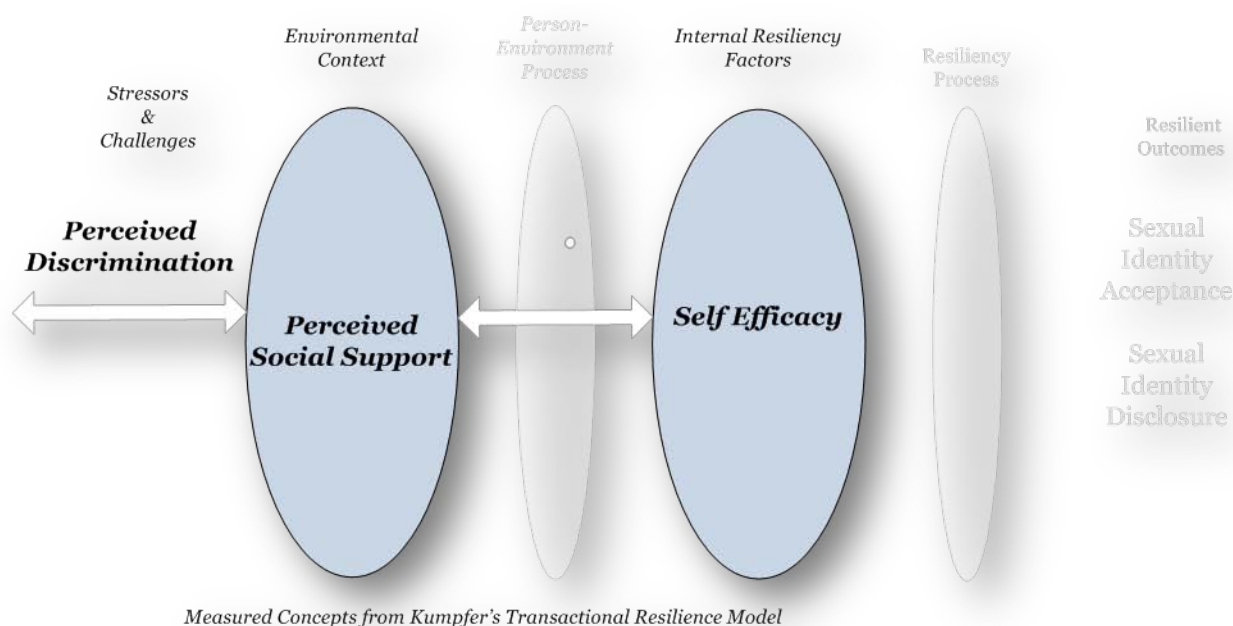 Environmental
Context
Person-
Environment
Process
Internal Resiliency
Factors
Resiliency
Process
Stressors
&
Challenges
Resilient
Outcomes
Perceived
Discrimination
Perceived
Social Support
Self Efficacy
Sexual
Identity
Acceptance
Sexual
Identity
Disclosure
Measured Concepts from Kumpfer's Transactional Resilience Model